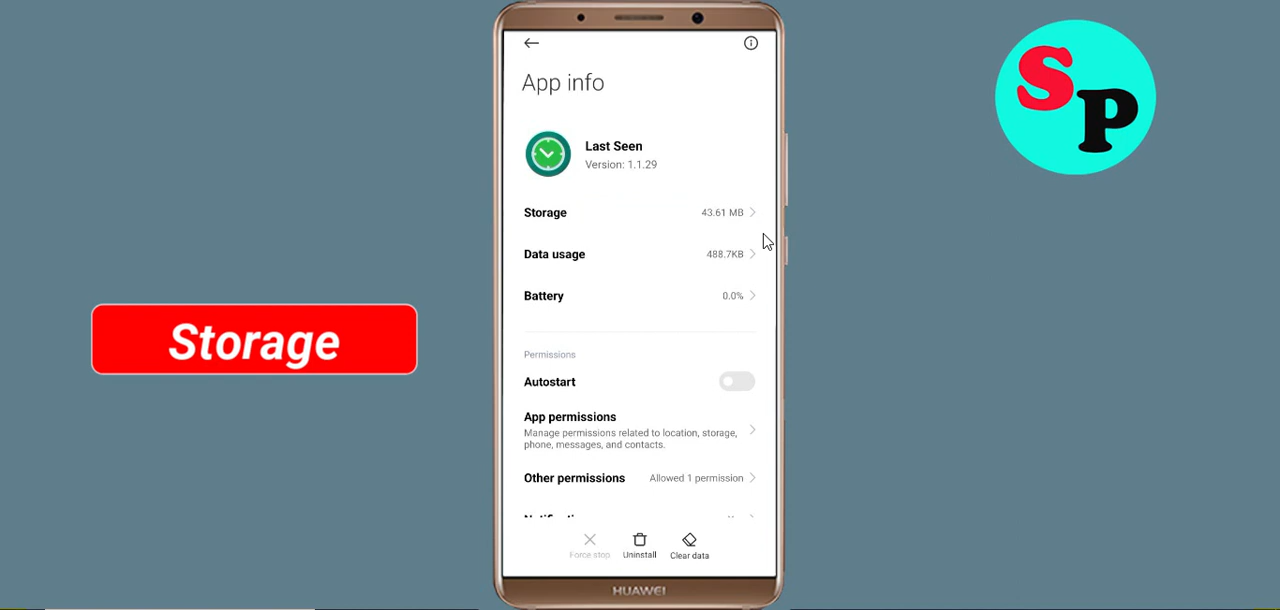 App info
Last Seen
Version: 1.1.29
Storage 43.61 MB
Data usage 488.7KB
Battery 0.0%
Permissions
Autostart
App permissions
Manage permissions related to location, storage,
phone, messages, and contacts.
Other permissions Allowed 1 permission
Force stop Uninstall Clear data
HUAWEI
Storage
SP